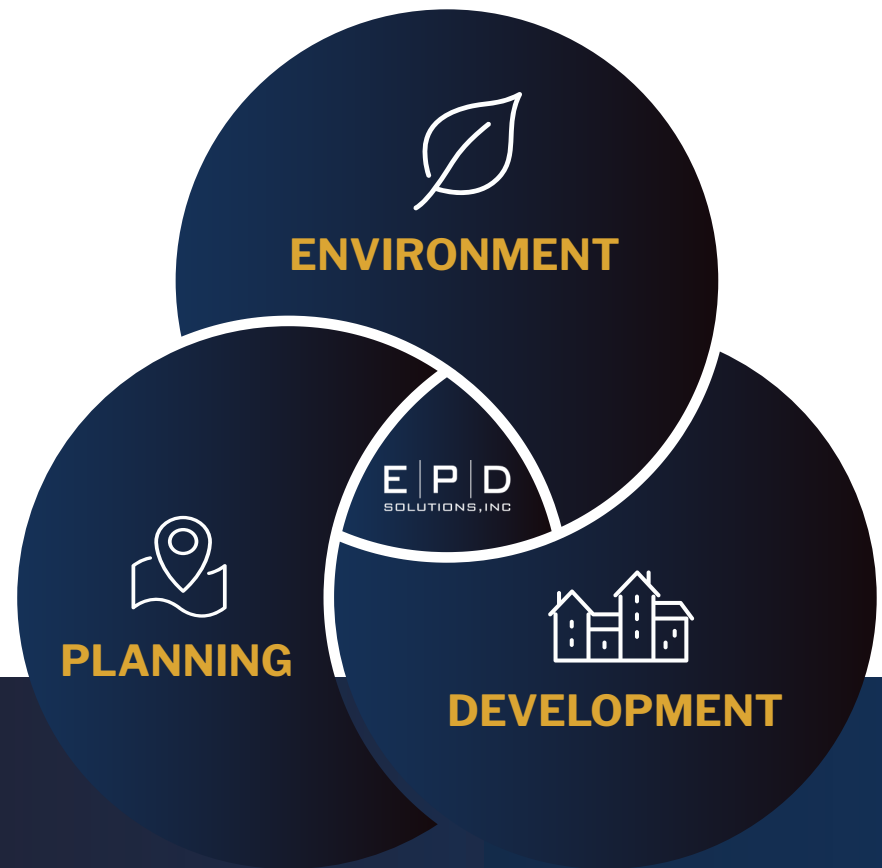 ENVIRONMENT
E|P|D
SOLUTIONS,INC
PLANNING
DEVELOPMENT